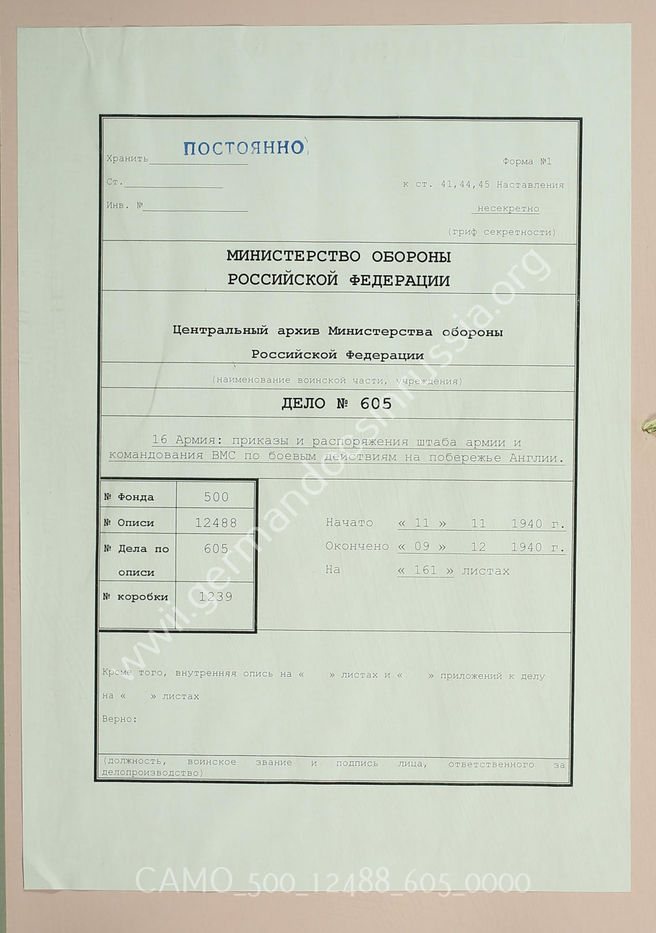 Хранить ПОСТОЯННО
Форма №1
Ст.
к ст. 41,44,45 Наставления
Инв. №
несекретно
(гриф секретности)
МИНИСТЕРСТВО ОБОРОНЫ
РОССИЙСКОЙ ФЕДЕРАЦИИ
Центральный архив Министерства обороны
Российской Федерации
(наименование воинской части, учреждения)
ДЕЛО № 605
16 Армия: приказы и распоряжения штаба армии и
командования ВМС по боевым действиям на побережье Англии.
№ Фонда 500
№ Описи 12488
№ Дела по описи 605
№ коробки 1239
Начато « 11 » 11 1940 г.
Окончено « 09 » 12 1940 г.
На « 161 » листах
Кроме того, внутренняя опись на « » листах и « » приложений к делу
на « » листах
Верно:
(должность, воинское звание и подпись лица, ответственного за
делопроизводство)
www.germandocsinrussia.org
CAMO_500_12488_605_0000